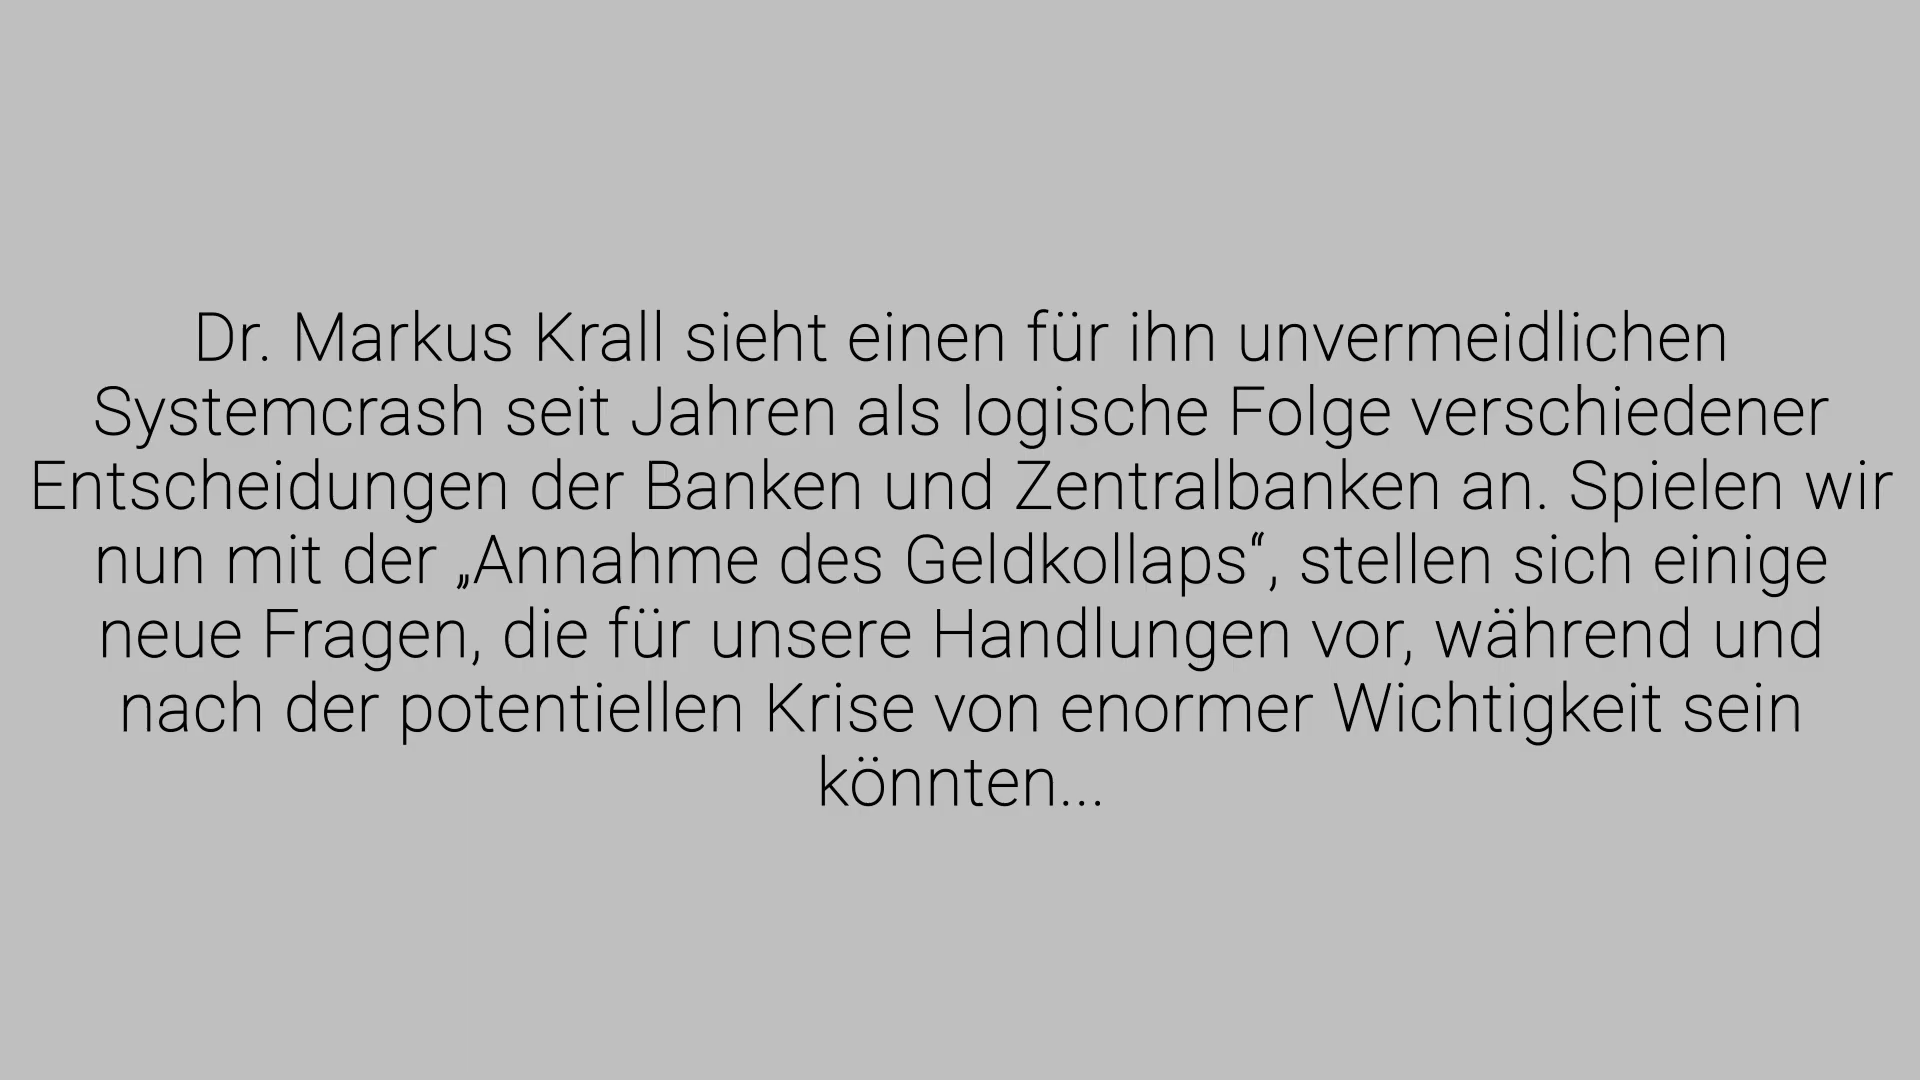 Dr. Markus Krall sieht einen für ihn unvermeidlichen
Systemcrash seit Jahren als logische Folge verschiedener
Entscheidungen der Banken und Zentralbanken an. Spielen wir
nun mit der „Annahme des Geldkollaps“, stellen sich einige
neue Fragen, die für unsere Handlungen vor, während und
nach der potentiellen Krise von enormer Wichtigkeit sein
könnten...